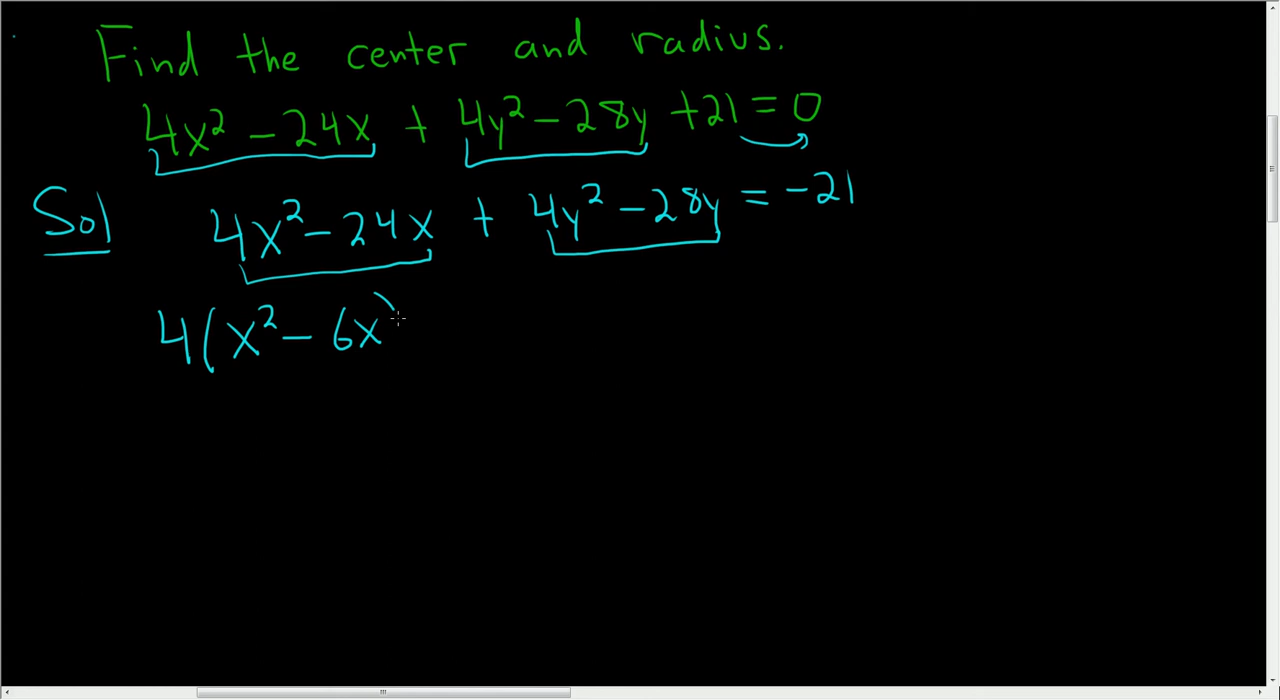 Find the center and radius.
4x² - 24x + 4y² - 28y + 21 = 0
Sol 4x² - 24x + 4y² - 28y = -21
4(x² - 6x)